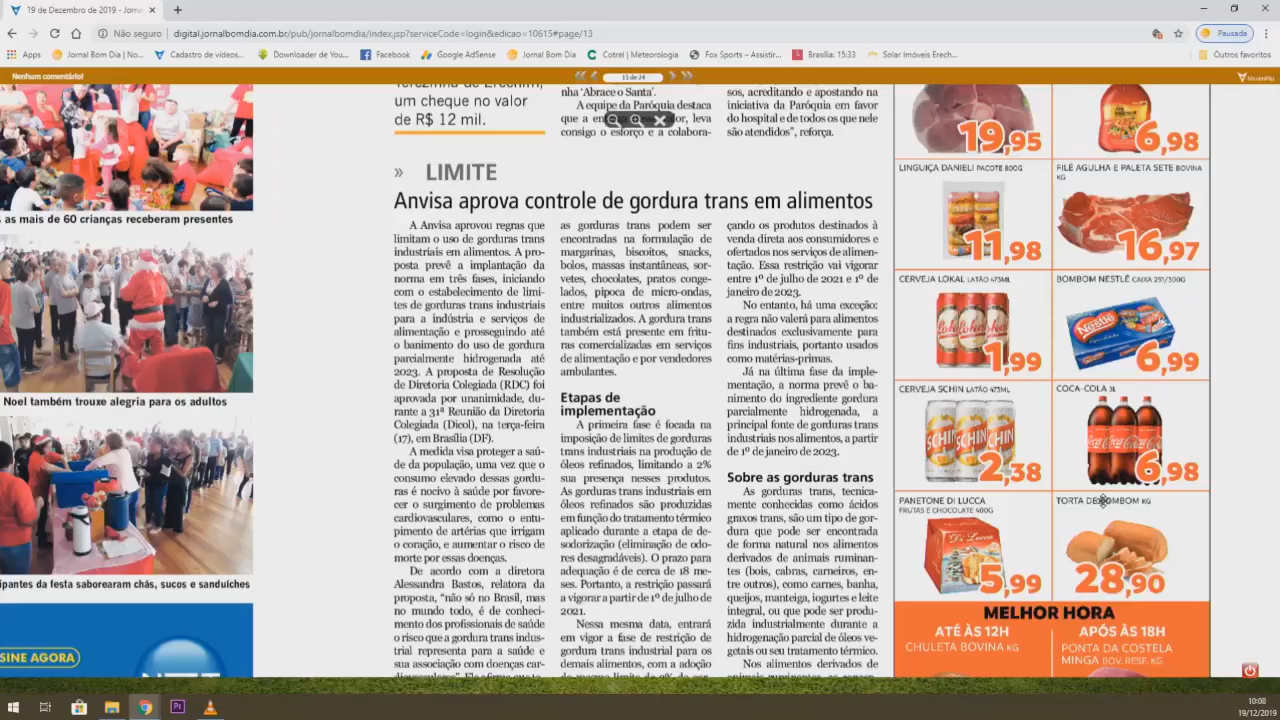 19 de Dezembro de 2019 - Jorna
Não seguro
digital.jornalbomdia.com.br/pub/jornalbomdia/index.jsp?serviceCode=login&edicao=10615#page/13
Pausada
Apps
Jornal Bom Dia | No...
Cadastro de vídeos...
Downloader de You...
Facebook
Google AdSense
Jornal Bom Dia
Cotrel | Meteorologia
Fox Sports – Assistir...
Brasília: 15:33
Solar Imóveis Erech...
Outros favoritos
Nenhum comentário!
13 de 24
MavenFlip
um cheque no valor
de R$ 12 mil.
nha ‘Abrace o Santa’.
A equipe da Paróquia destaca
que a
consigo o esforço e a colabora-
sos, acreditando e apostando na
iniciativa da Paróquia em favor
do hospital e de todos os que nele
são atendidos”, reforça.
» LIMITE
Anvisa aprova controle de gordura trans em alimentos
A Anvisa aprovou regras que
limitam o uso de gorduras trans
industriais em alimentos. A pro-
posta prevê a implantação da
norma em três fases, iniciando
com o estabelecimento de limi-
tes de gorduras trans industriais
para a indústria e serviços de
alimentação e prosseguindo até
o banimento do uso de gordura
parcialmente hidrogenada até
2023. A proposta de Resolução
de Diretoria Colegiada (RDC) foi
aprovada por unanimidade, du-
rante a 31ª Reunião da Diretoria
Colegiada (Dicol), na terça-feira
(17), em Brasília (DF).
A medida visa proteger a saú-
de da população, uma vez que o
consumo elevado dessas gordu-
ras é nocivo à saúde por favore-
cer o surgimento de problemas
cardiovasculares, como o entu-
pimento de artérias que irrigam
o coração, e aumentar o risco de
morte por essas doenças.
De acordo com a diretora
Alessandra Bastos, relatora da
proposta, “não só no Brasil, mas
no mundo todo, é de conheci-
mento dos profissionais de saúde
o risco que a gordura trans indus-
trial representa para a saúde e
sua associação com doenças car-
as gorduras trans podem ser
encontradas na formulação de
margarinas, biscoitos, snacks,
bolos, massas instantâneas, sor-
vetes, chocolates, pratos conge-
lados, pipoca de micro-ondas,
entre muitos outros alimentos
industrializados. A gordura trans
também está presente em fritu-
ras comercializadas em serviços
de alimentação e por vendedores
ambulantes.
Etapas de
implementação
A primeira fase é focada na
imposição de limites de gorduras
trans industriais na produção de
óleos refinados, limitando a 2%
sua presença nesses produtos.
As gorduras trans industriais em
óleos refinados são produzidas
em função do tratamento térmico
aplicado durante a etapa de de-
sodorização (eliminação de odo-
res desagradáveis). O prazo para
adequação é de cerca de 18 me-
ses. Portanto, a restrição passará
a vigorar a partir de 1º de julho de
2021.
Nessa mesma data, entrará
em vigor a fase de restrição de
gordura trans industrial para os
demais alimentos, com a adoção
çando os produtos destinados à
venda direta aos consumidores e
ofertados nos serviços de alimen-
tação. Essa restrição vai vigorar
entre 1º de julho de 2021 e 1º de
janeiro de 2023.
No entanto, há uma exceção:
a regra não valerá para alimentos
destinados exclusivamente para
fins industriais, portanto usados
como matérias-primas.
Já na última fase da imple-
mentação, a norma prevê o ba-
nimento do ingrediente gordura
parcialmente hidrogenada, a
principal fonte de gorduras trans
industriais nos alimentos, a partir
de 1º de janeiro de 2023.
Sobre as gorduras trans
As gorduras trans, tecnica-
mente conhecidas como ácidos
graxos trans, são um tipo de gor-
dura que pode ser encontrada
de forma natural nos alimentos
derivados de animais ruminan-
tes (bois, cabras, carneiros, en-
tre outros), como carnes, banha,
queijos, manteiga, iogurtes e leite
integral, ou que pode ser produ-
zida industrialmente durante a
hidrogenação parcial de óleos ve-
getais ou seu tratamento térmico.
Nos alimentos derivados de
as mais de 60 crianças receberam presentes
Noel também trouxe alegria para os adultos
ipantes da festa saborearam chás, sucos e sanduíches
SINE AGORA
19,95
6,98
LINGUIÇA DANIELI PACOTE 800G
11,98
FILÉ AGULHA E PALETA SETE BOVINA
KG
16,97
CERVEJA LOKAL LATÃO 473ML
1,99
BOMBOM NESTLÉ CAIXA 251/300G
Nestlé
6,99
CERVEJA SCHIN LATÃO 473ML
SCHIN SCHIN SCHIN
2,38
COCA-COLA 3L
6,98
PANETONE DI LUCCA
FRUTAS E CHOCOLATE 400G
Di Lucca
5,99
TORTA DE BOMBOM KG
28,90
MELHOR HORA
ATÉ ÀS 12H
CHULETA BOVINA KG
APÓS ÀS 18H
PONTA DA COSTELA
MINGA BOV. RESF. KG
Pr
10:08
19/12/2019